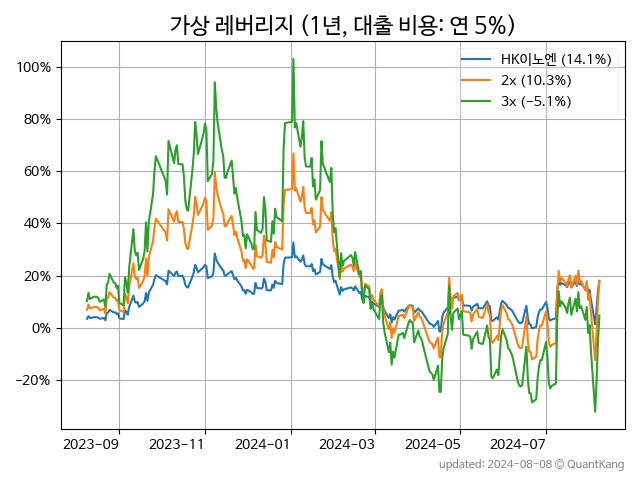 가상 레버리지 (1년, 대출 비용: 연 5%)
HK이노엔 (14.1%)
2x (10.3%)
3x (−5.1%)
100%
80%
60%
40%
20%
0%
−20%
2023-09
2023-11
2024-01
2024-03
2024-05
2024-07
updated: 2024-08-08 © QuantKang